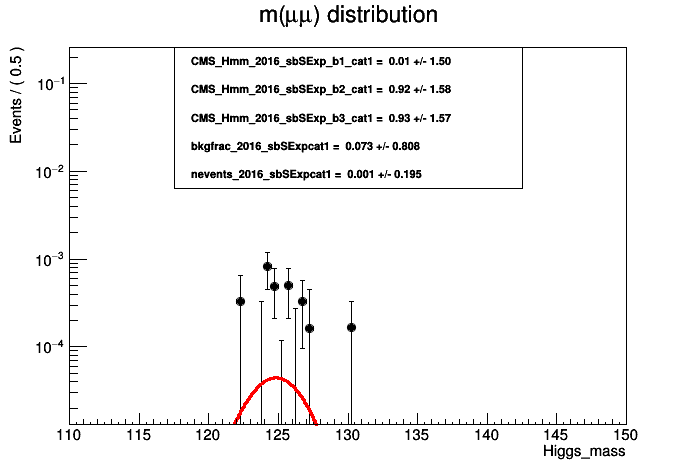 m(μμ) distribution
Events / ( 0.5 )
CMS_Hmm_2016_sbSExp_b1_cat1 = 0.01 +/- 1.50
CMS_Hmm_2016_sbSExp_b2_cat1 = 0.92 +/- 1.58
CMS_Hmm_2016_sbSExp_b3_cat1 = 0.93 +/- 1.57
bkgfrac_2016_sbSExpcat1 = 0.073 +/- 0.808
nevents_2016_sbSExpcat1 = 0.001 +/- 0.195
10⁻¹
10⁻²
10⁻³
10⁻⁴
110 115 120 125 130 135 140 145 150
Higgs_mass